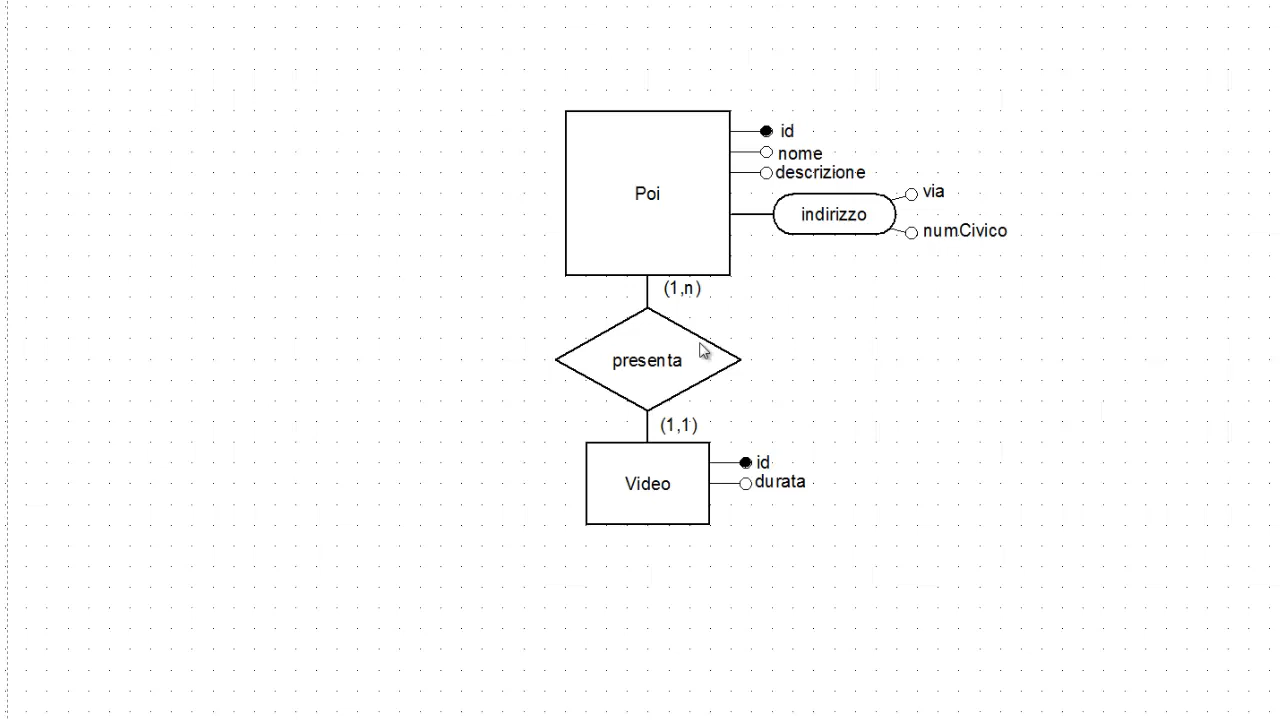 id
nome
descrizione
Poi
via
indirizzo
numCivico
(1,n)
presenta
(1,1)
id
durata
Video